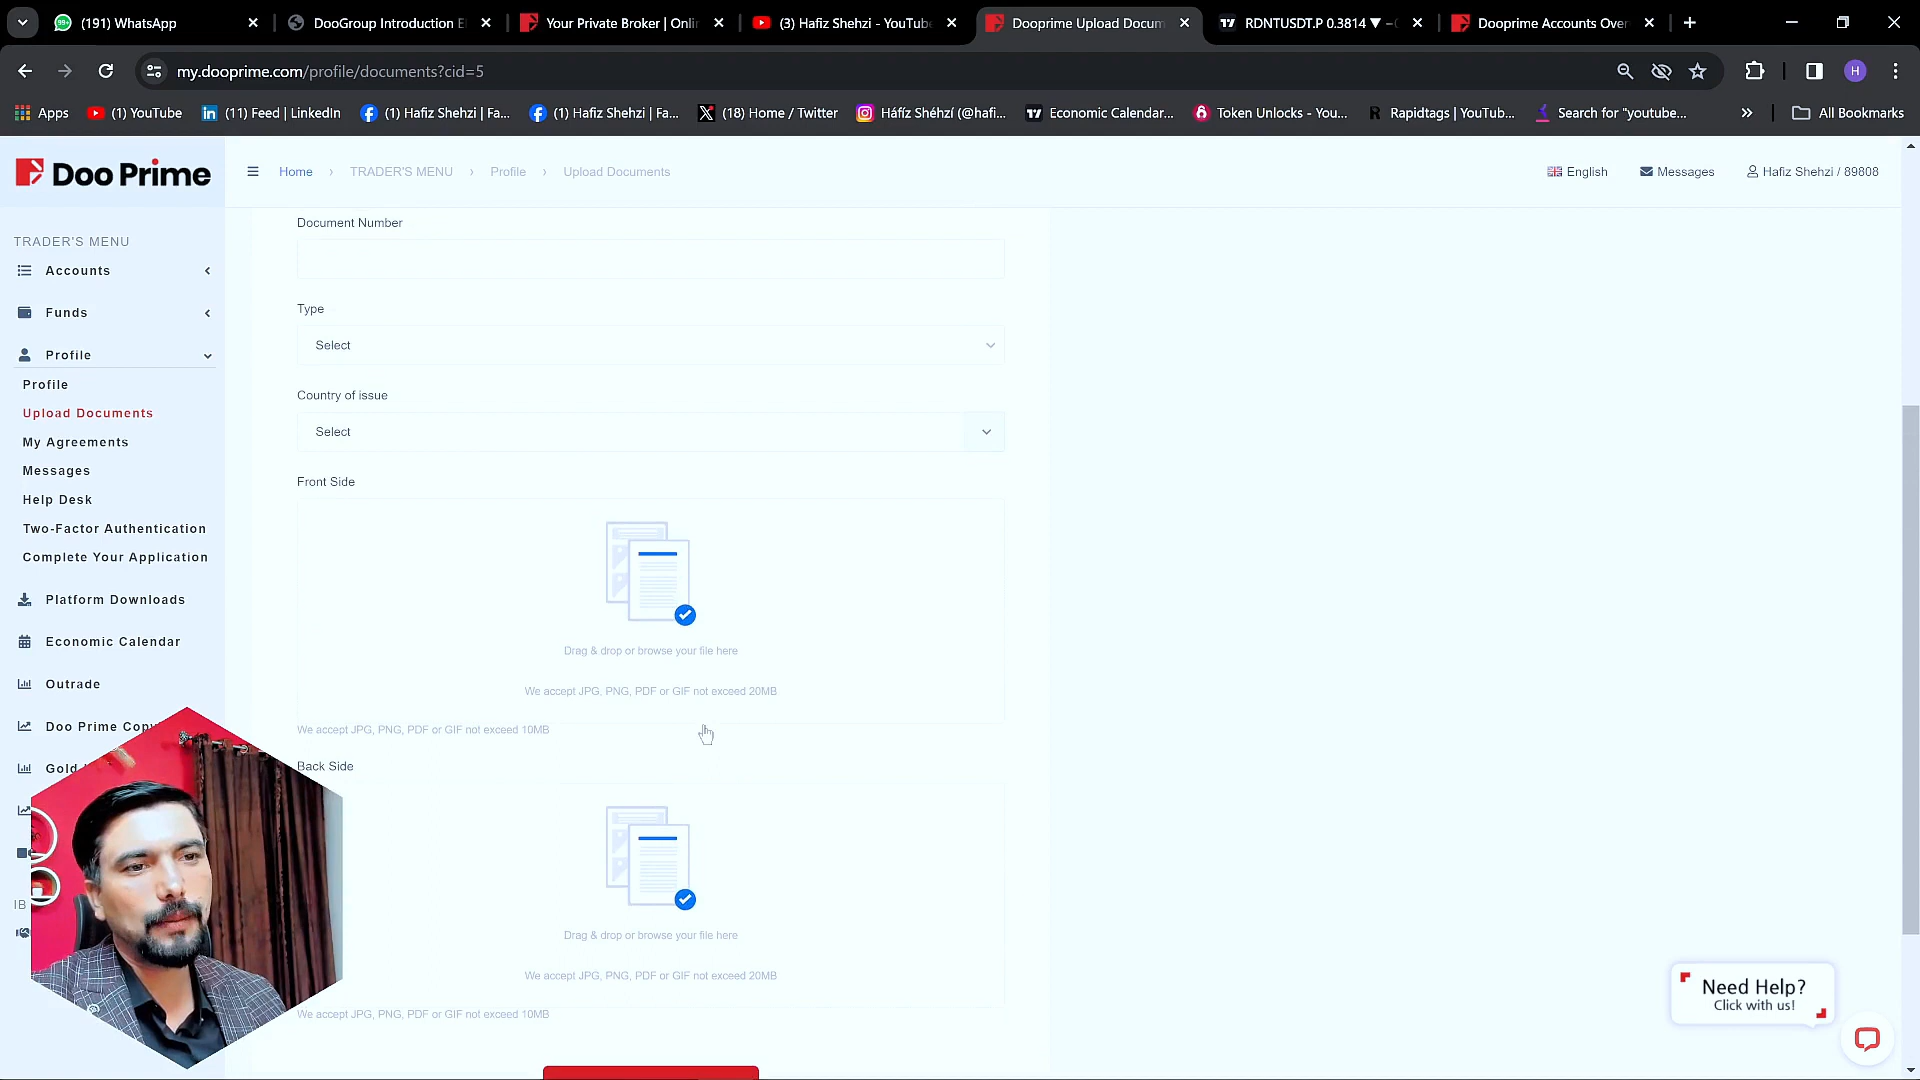 (191) WhatsApp
DooGroup Introduction E
Your Private Broker | Onli
(3) Hafiz Shehzi - YouTube
Dooprime Upload Docum
RDNTUSDT.P 0.3814 ▼ −
Dooprime Accounts Over
my.dooprime.com/profile/documents?cid=5
H
Apps
(1) YouTube
(11) Feed | LinkedIn
(1) Hafiz Shehzi | Fa...
(1) Hafiz Shehzi | Fa...
(18) Home / Twitter
Háfíz Shéhzí (@hafi...
Economic Calendar...
Token Unlocks - You...
Rapidtags | YouTub...
Search for "youtube...
»
All Bookmarks
Doo Prime
Home › TRADER'S MENU › Profile › Upload Documents
English
Messages
Hafiz Shehzi / 89808
TRADER'S MENU
Accounts
Funds
Profile
Profile
Upload Documents
My Agreements
Messages
Help Desk
Two-Factor Authentication
Complete Your Application
Platform Downloads
Economic Calendar
Outrade
Doo Prime Copy
Gold
IB
Document Number
Type
Select
Country of issue
Select
Front Side
Drag & drop or browse your file here
We accept JPG, PNG, PDF or GIF not exceed 20MB
We accept JPG, PNG, PDF or GIF not exceed 10MB
Back Side
Drag & drop or browse your file here
We accept JPG, PNG, PDF or GIF not exceed 20MB
We accept JPG, PNG, PDF or GIF not exceed 10MB
Need Help?
Click with us!